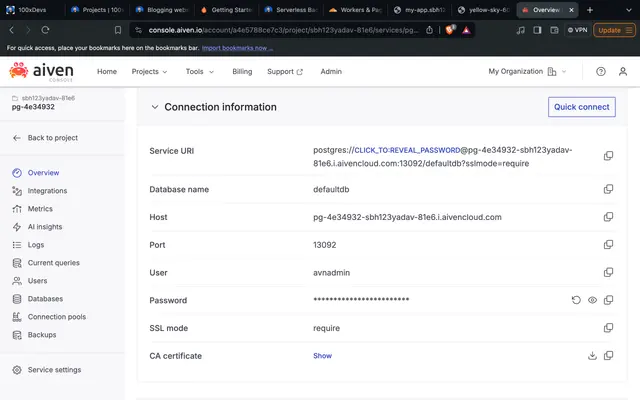 100xDevs
Projects | 100x
Blogging webs
Getting Starte
Serverless Bac
Workers & Pag
my-app.sbh12
yellow-sky-60
Overview
console.aiven.io/account/a4e5788ce7c3/project/sbh123yadav-81e6/services/pg...
VPN
Update
For quick access, place your bookmarks here on the bookmarks bar. Import bookmarks now...
aiven
CONSOLE
Home
Projects
Tools
Billing
Support
Admin
My Organization
sbh123yadav-81e6
pg-4e34932
Back to project
Overview
Integrations
Metrics
AI insights
Logs
Current queries
Users
Databases
Connection pools
Backups
Service settings
Connection information
Quick connect
Service URI
postgres://CLICK_TO:REVEAL_PASSWORD@pg-4e34932-sbh123yadav-
81e6.i.aivencloud.com:13092/defaultdb?sslmode=require
Database name
defaultdb
Host
pg-4e34932-sbh123yadav-81e6.i.aivencloud.com
Port
13092
User
avnadmin
Password
************************
SSL mode
require
CA certificate
Show